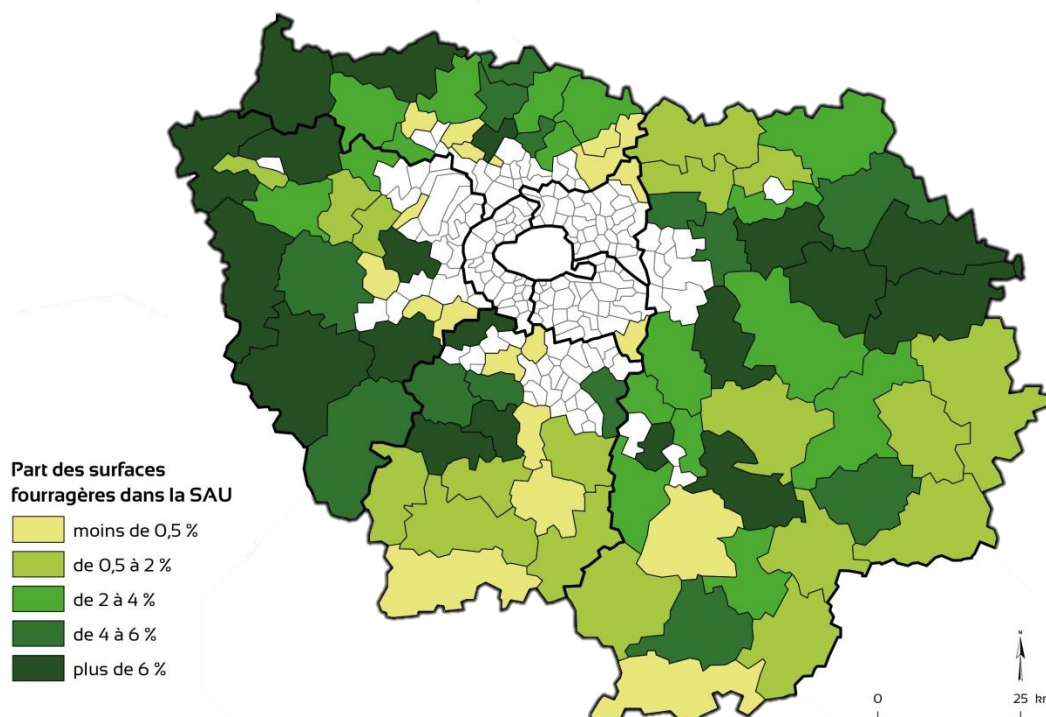 Part des surfaces
fourragères dans la SAU
moins de 0,5 %
de 0,5 à 2 %
de 2 à 4 %
de 4 à 6 %
plus de 6 %
N
0 25 km